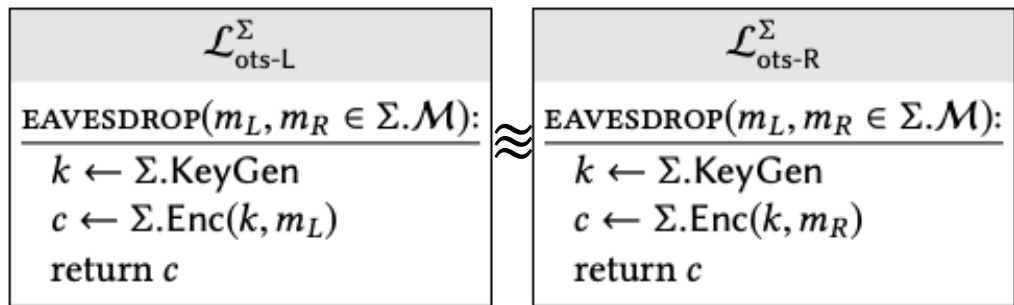 𝓛^Σ_ots-L
EAVESDROP(m_L, m_R ∈ Σ.𝓜):
k ← Σ.KeyGen
c ← Σ.Enc(k, m_L)
return c
≋
𝓛^Σ_ots-R
EAVESDROP(m_L, m_R ∈ Σ.𝓜):
k ← Σ.KeyGen
c ← Σ.Enc(k, m_R)
return c